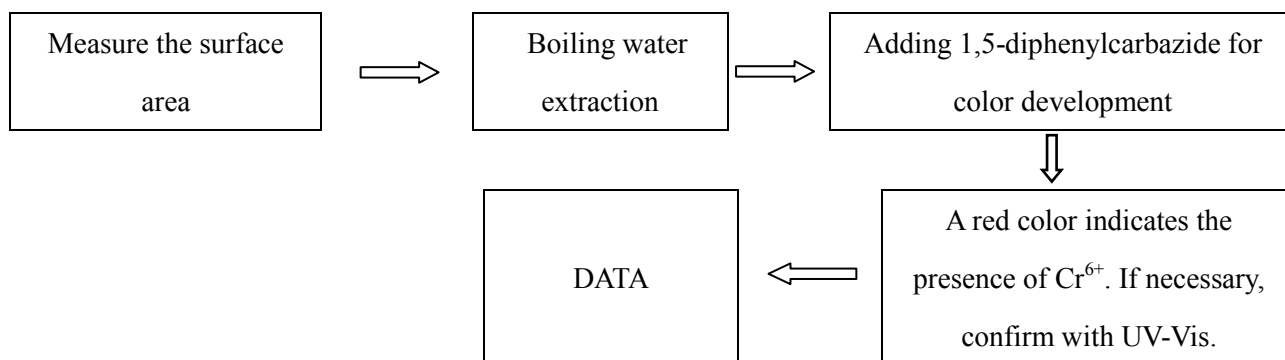 Measure the surface
area
Boiling water
extraction
Adding 1,5-diphenylcarbazide for
color development
A red color indicates the
presence of Cr⁶⁺. If necessary,
confirm with UV-Vis.
DATA